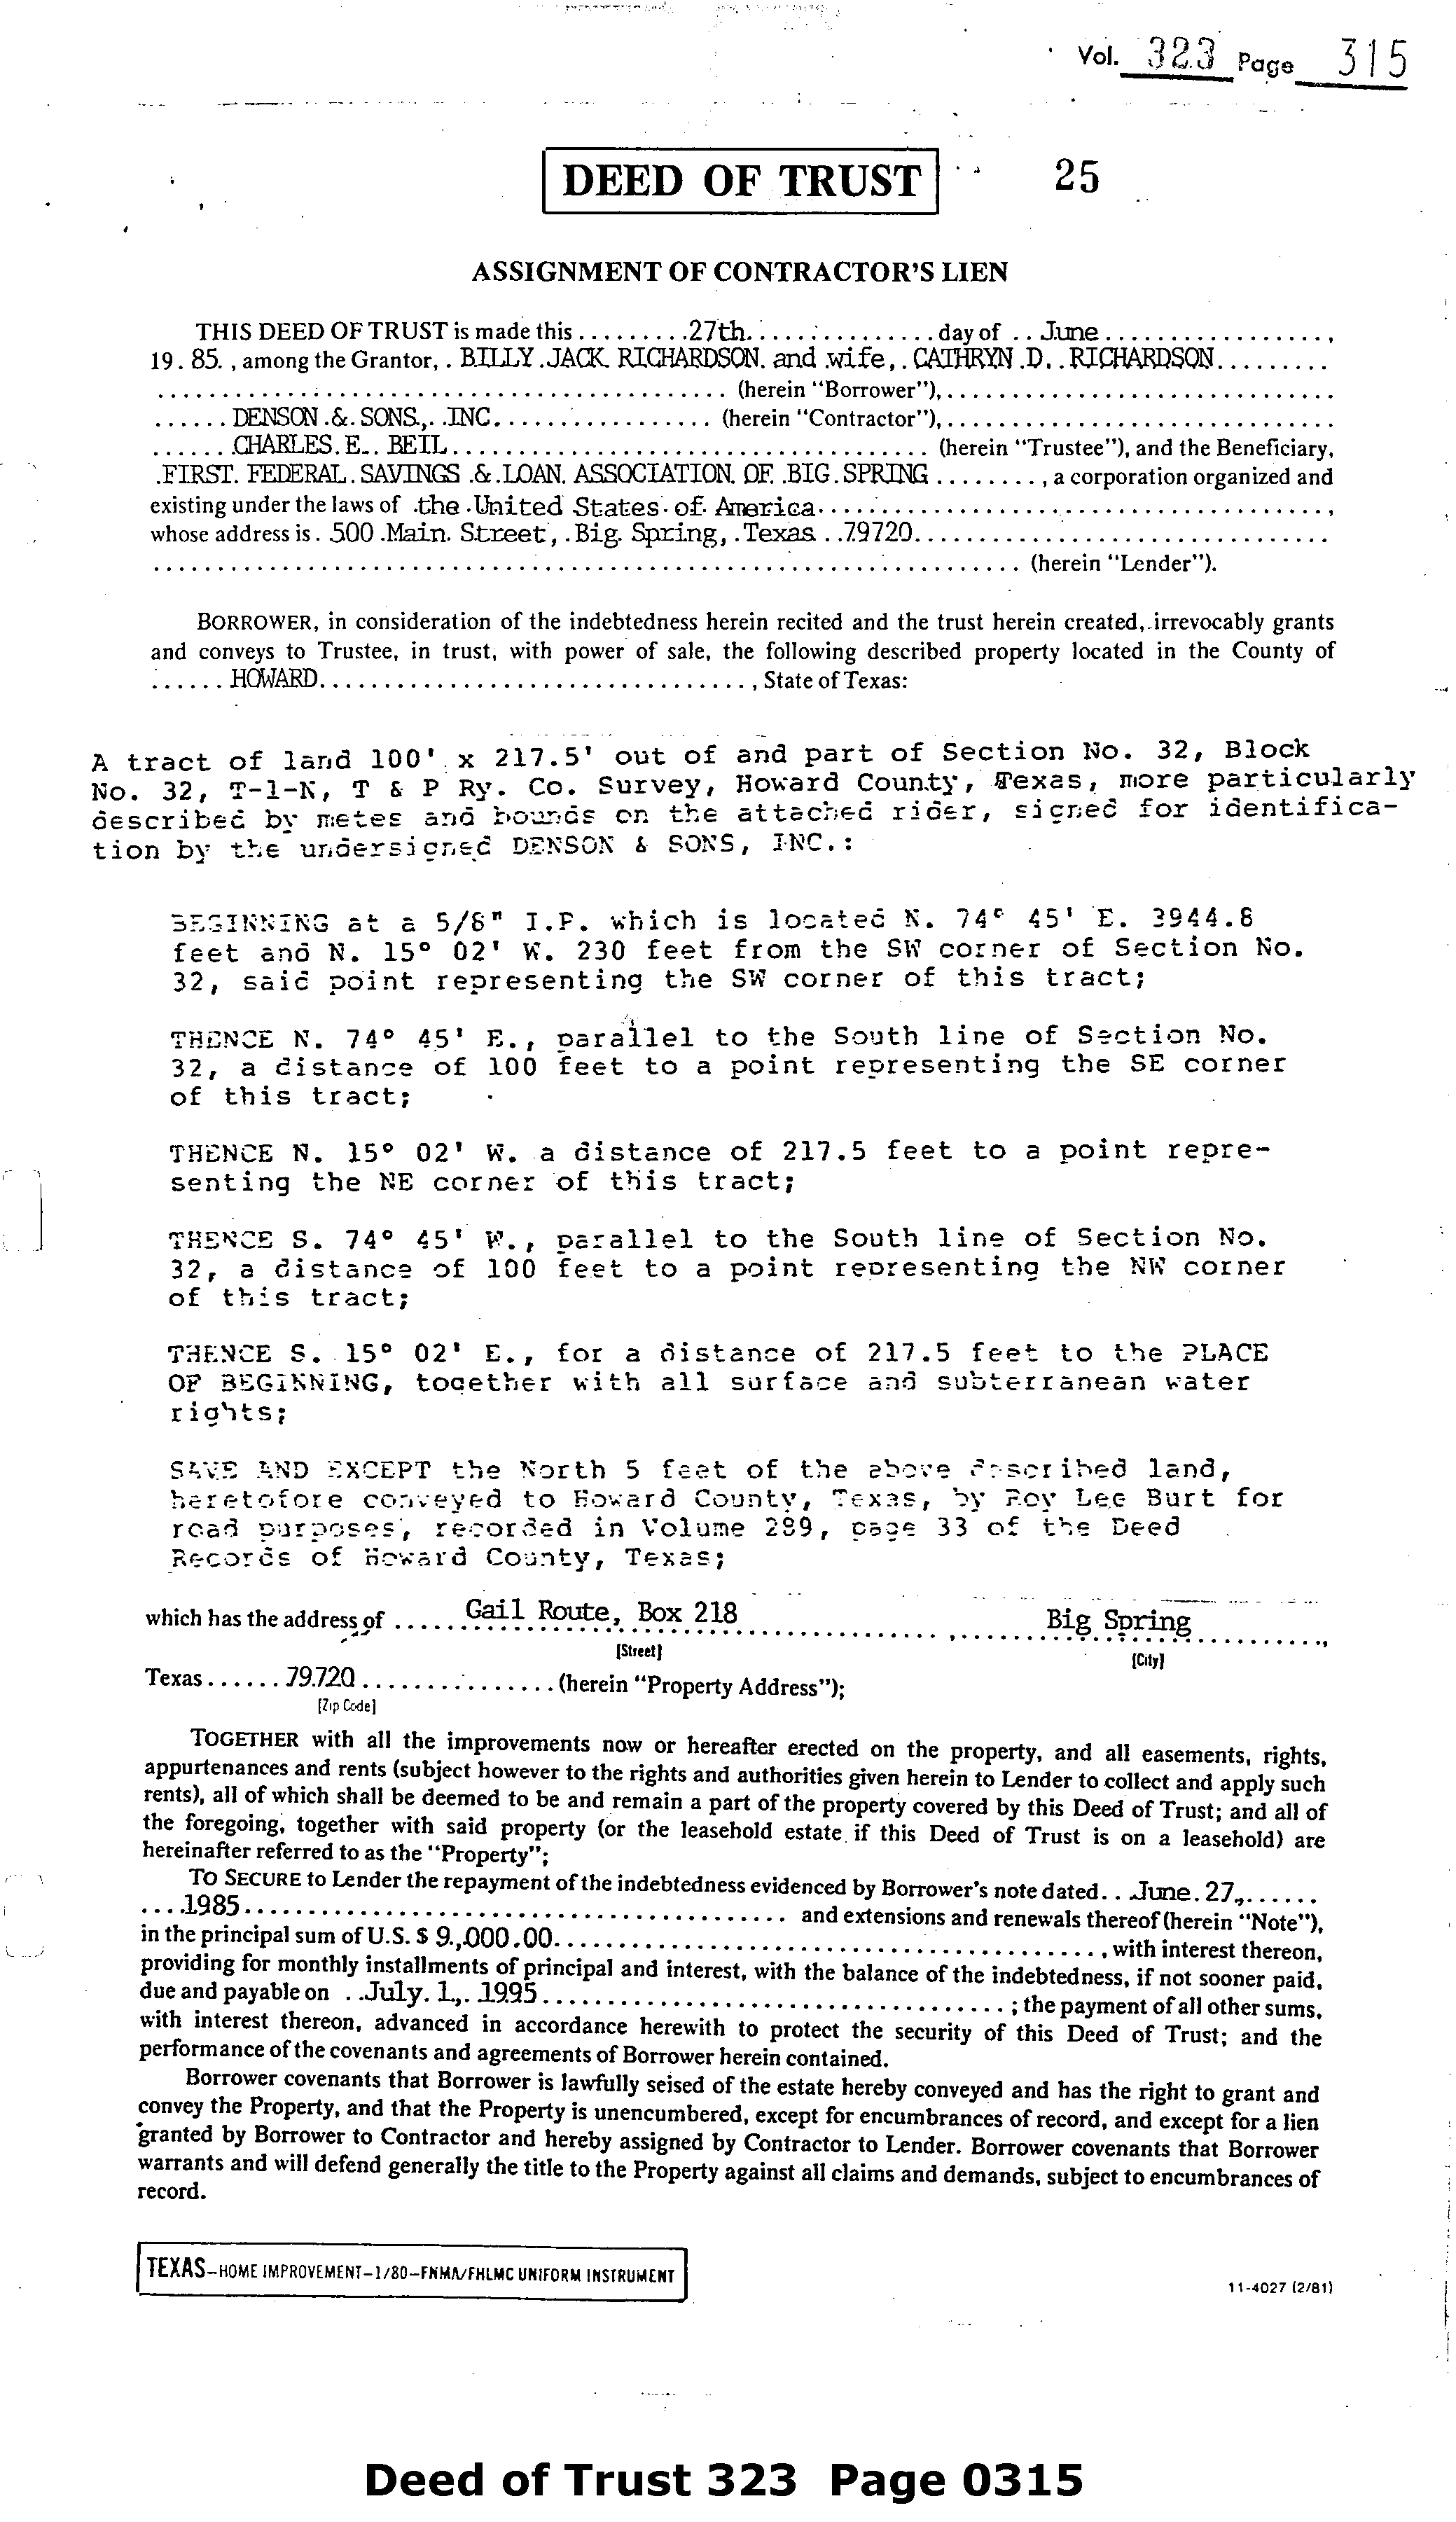 Vol. 323 Page 315
DEED OF TRUST
25
ASSIGNMENT OF CONTRACTOR'S LIEN
THIS DEED OF TRUST is made this .........27th............... day of .. June..................,
19. 85. , among the Grantor, . BILLY .JACK RICHARDSON. and wife, . CATHRYN .D. . RICHARDSON.........
............................................ (herein "Borrower"),..............................
...... DENSON .&. SONS,. .INC. ................ (herein "Contractor"),..............................
...... CHARLES. E.. BEIL.................................... (herein "Trustee"), and the Beneficiary,
.FIRST. FEDERAL. SAVINGS .&.LOAN. ASSOCIATION. OF. .BIG. SPRING ........, a corporation organized and
existing under the laws of .the .United States. of. America.......................................,
whose address is . 500 .Main. Street, .Big. Spring, .Texas . .79720................................
.................................................................. (herein "Lender").
BORROWER, in consideration of the indebtedness herein recited and the trust herein created, irrevocably grants
and conveys to Trustee, in trust, with power of sale, the following described property located in the County of
...... HOWARD................................., State of Texas:
A tract of land 100' x 217.5' out of and part of Section No. 32, Block
No. 32, T-1-N, T & P Ry. Co. Survey, Howard County, Texas, more particularly
described by metes and bounds on the attached rider, signed for identifica-
tion by the undersigned DENSON & SONS, INC.:
BEGINNING at a 5/8" I.P. which is located N. 74° 45' E. 3944.8
feet and N. 15° 02' W. 230 feet from the SW corner of Section No.
32, said point representing the SW corner of this tract;
THENCE N. 74° 45' E., parallel to the South line of Section No.
32, a distance of 100 feet to a point representing the SE corner
of this tract;
THENCE N. 15° 02' W. a distance of 217.5 feet to a point repre-
senting the NE corner of this tract;
THENCE S. 74° 45' W., parallel to the South line of Section No.
32, a distance of 100 feet to a point representing the NW corner
of this tract;
THENCE S. 15° 02' E., for a distance of 217.5 feet to the PLACE
OF BEGINNING, together with all surface and subterranean water
rights;
SAVE AND EXCEPT the North 5 feet of the above described land,
heretofore conveyed to Howard County, Texas, by Roy Lee Burt for
road purposes, recorded in Volume 289, page 33 of the Deed
Records of Howard County, Texas;
which has the address of ..... Gail Route, Box 218 ................, ..... Big Spring ..........,
[Street] [City]
Texas...... 79720 ............... (herein "Property Address");
[Zip Code]
TOGETHER with all the improvements now or hereafter erected on the property, and all easements, rights,
appurtenances and rents (subject however to the rights and authorities given herein to Lender to collect and apply such
rents), all of which shall be deemed to be and remain a part of the property covered by this Deed of Trust; and all of
the foregoing, together with said property (or the leasehold estate if this Deed of Trust is on a leasehold) are
hereinafter referred to as the "Property";
TO SECURE to Lender the repayment of the indebtedness evidenced by Borrower's note dated. . .June. 27,......
....1985.......................................... and extensions and renewals thereof (herein "Note"),
in the principal sum of U.S. $ 9,000.00.........................................., with interest thereon,
providing for monthly installments of principal and interest, with the balance of the indebtedness, if not sooner paid,
due and payable on . .July. 1,. .1995.................................... ; the payment of all other sums,
with interest thereon, advanced in accordance herewith to protect the security of this Deed of Trust; and the
performance of the covenants and agreements of Borrower herein contained.
Borrower covenants that Borrower is lawfully seised of the estate hereby conveyed and has the right to grant and
convey the Property, and that the Property is unencumbered, except for encumbrances of record, and except for a lien
granted by Borrower to Contractor and hereby assigned by Contractor to Lender. Borrower covenants that Borrower
warrants and will defend generally the title to the Property against all claims and demands, subject to encumbrances of
record.
TEXAS–HOME IMPROVEMENT–1/80–FNMA/FHLMC UNIFORM INSTRUMENT
11-4027 (2/81)
Deed of Trust 323 Page 0315